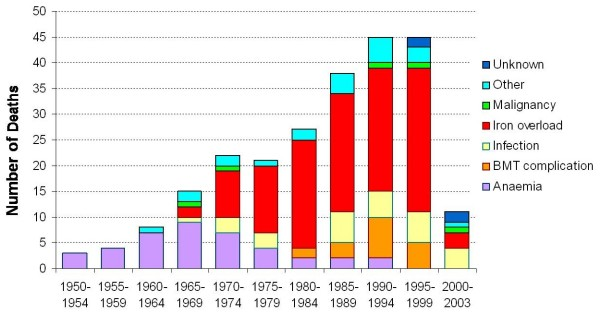 Number of Deaths
50
45
40
35
30
25
20
15
10
5
0
1950- 1955- 1960- 1965- 1970- 1975- 1980- 1985- 1990- 1995- 2000-
1954 1959 1964 1969 1974 1979 1984 1989 1994 1999 2003
Unknown
Other
Malignancy
Iron overload
Infection
BMT complication
Anaemia